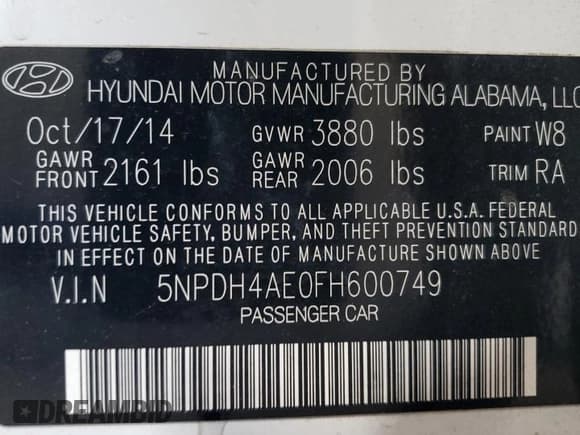 MANUFACTURED BY
HYUNDAI MOTOR MANUFACTURING ALABAMA, LLC
Oct/17/14 GVWR 3880 lbs PAINT W8
GAWR FRONT 2161 lbs GAWR REAR 2006 lbs TRIM RA
THIS VEHICLE CONFORMS TO ALL APPLICABLE U.S.A. FEDERAL
MOTOR VEHICLE SAFETY, BUMPER, AND THEFT PREVENTION STANDARD
IN EFFECT ON THE DATE OF MANUFACTURE SHOWN ABOVE
V.I.N 5NPDH4AE0FH600749
PASSENGER CAR
DREAMBID